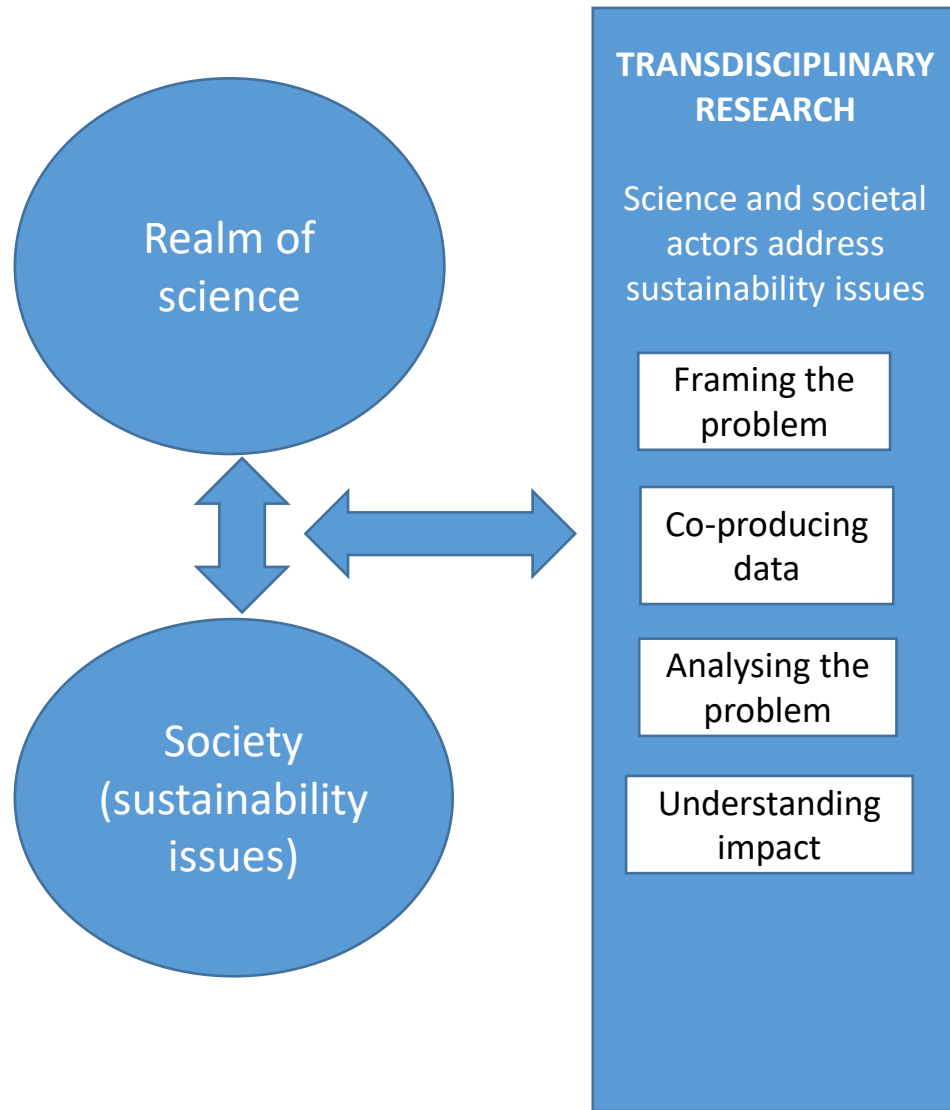 Realm of
science
Society
(sustainability
issues)
TRANSDISCIPLINARY
RESEARCH
Science and societal
actors address
sustainability issues
Framing the
problem
Co-producing
data
Analysing the
problem
Understanding
impact